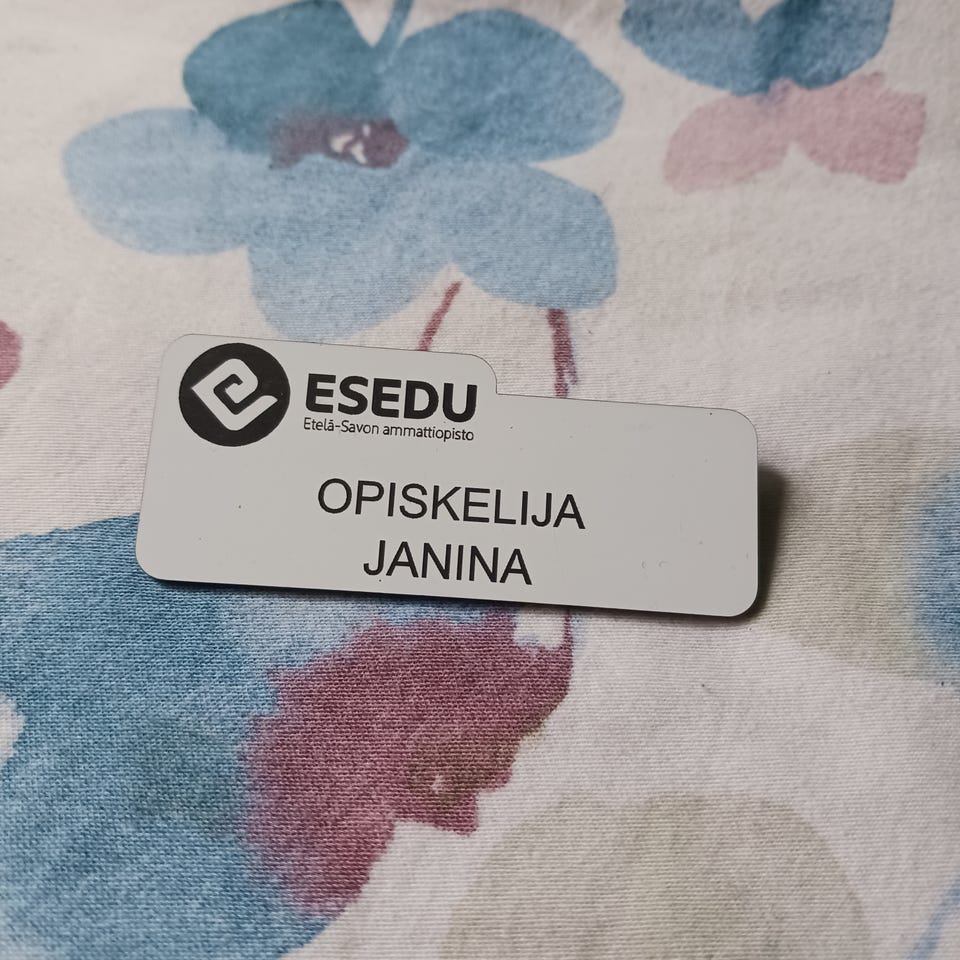 ESEDU
Etelä-Savon ammattiopisto
OPISKELIJA
JANINA